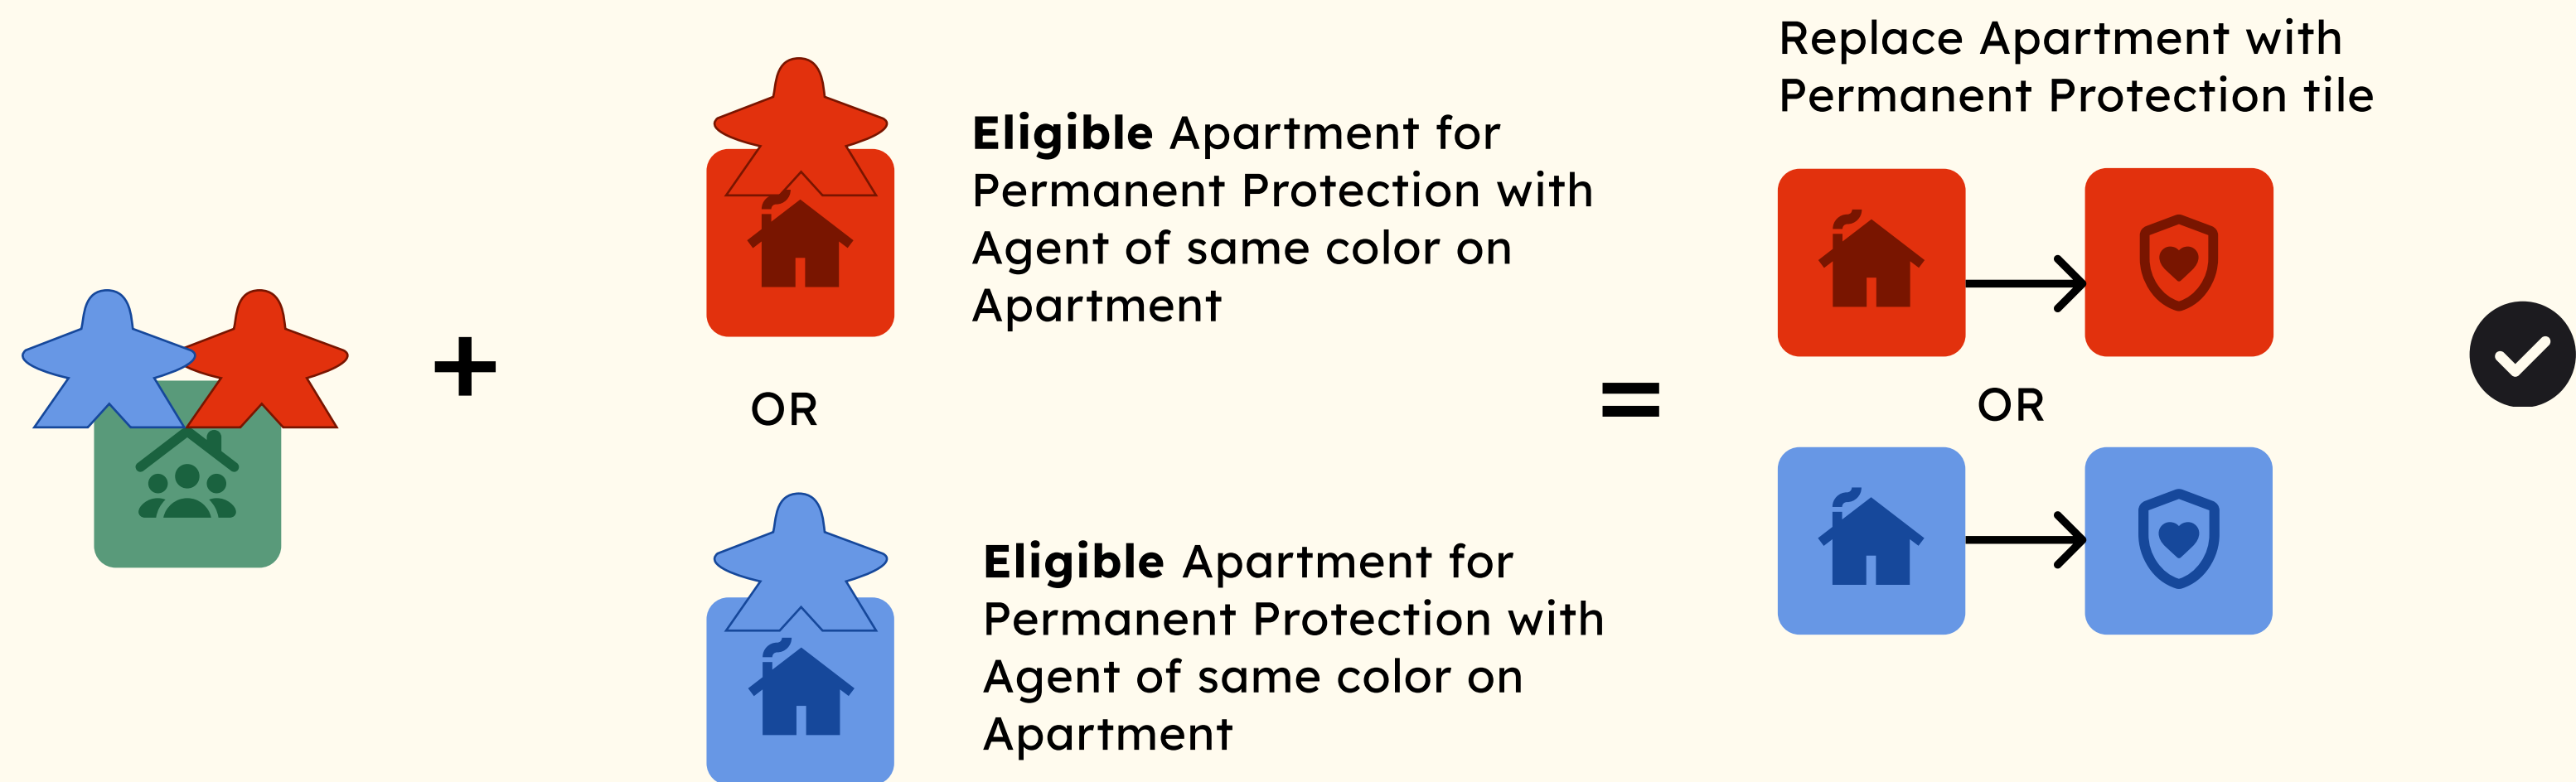 Eligible Apartment for
Permanent Protection with
Agent of same color on
Apartment
OR
Eligible Apartment for
Permanent Protection with
Agent of same color on
Apartment
Replace Apartment with
Permanent Protection tile
OR